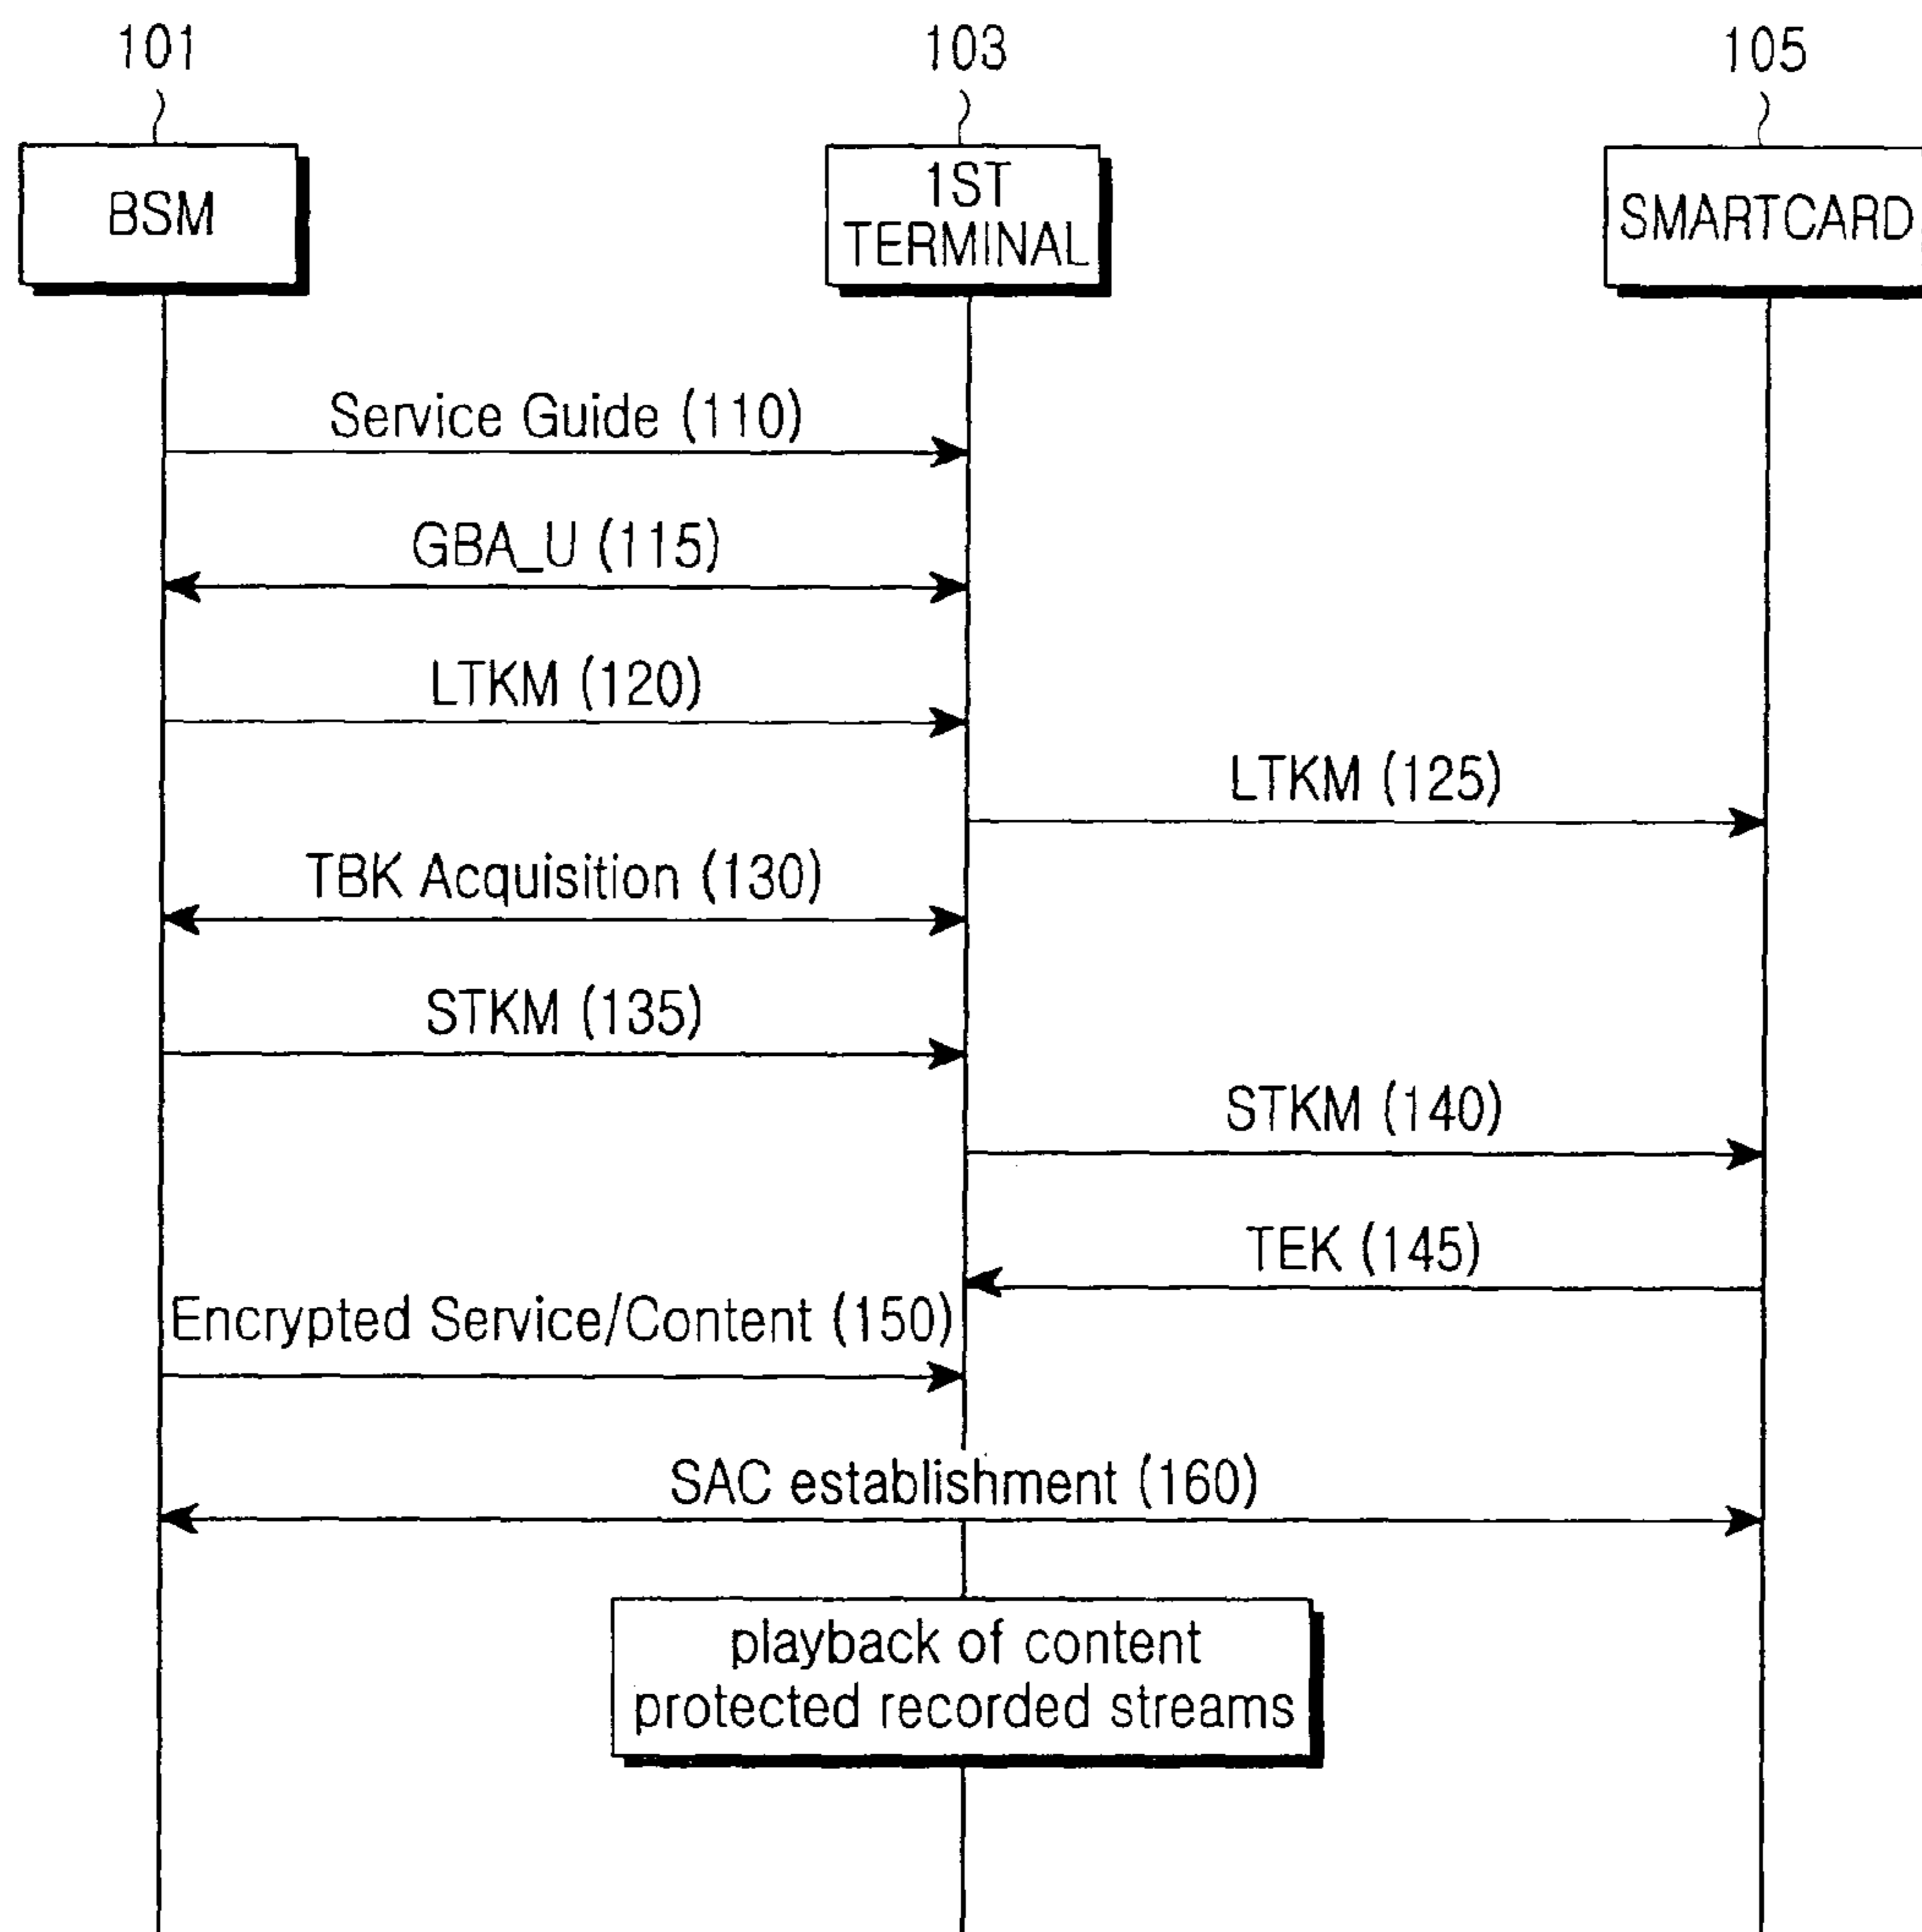 101
103
105
BSM
1ST
TERMINAL
SMARTCARD
Service Guide (110)
GBA_U (115)
LTKM (120)
LTKM (125)
TBK Acquisition (130)
STKM (135)
STKM (140)
TEK (145)
Encrypted Service/Content (150)
SAC establishment (160)
playback of content
protected recorded streams